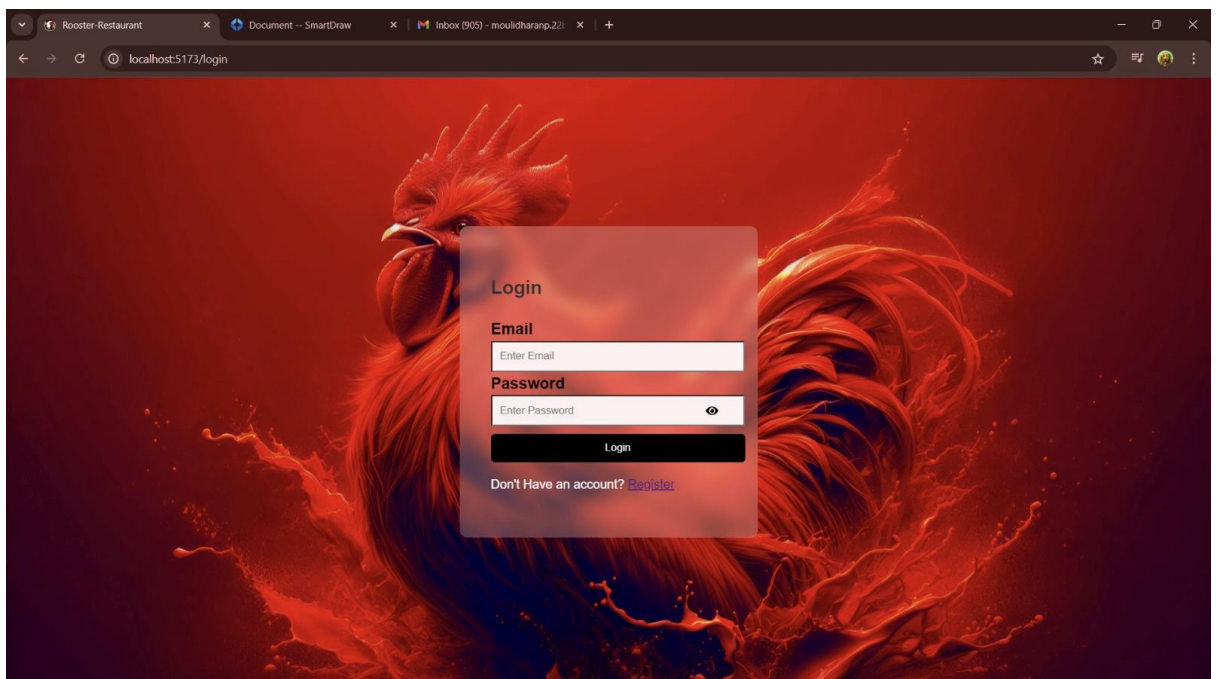 Rooster-Restaurant Document -- SmartDraw Inbox (905) - moulidharanp.22
localhost:5173/login
Login
Email
Enter Email
Password
Enter Password
Login
Don't Have an account? Register